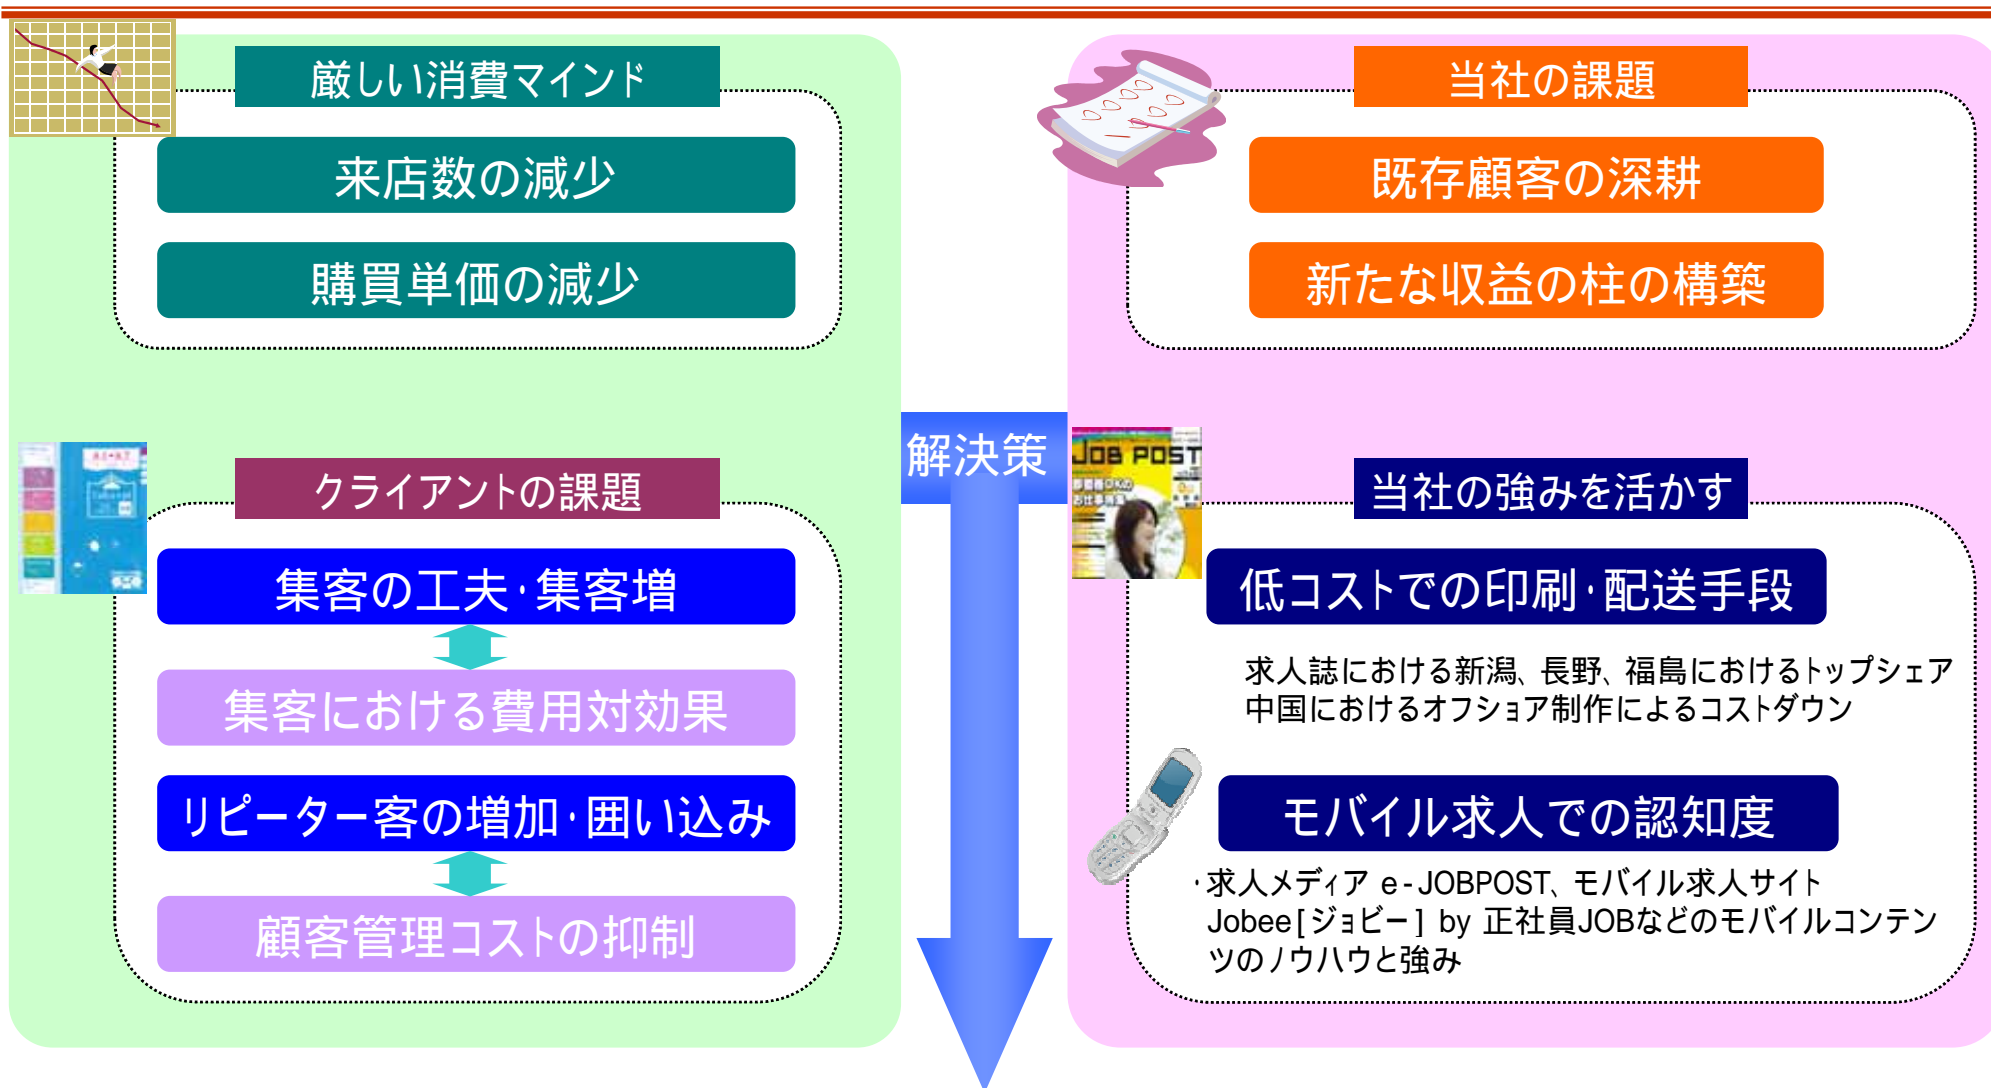 厳しい消費マインド
来店数の減少
購買単価の減少
クライアントの課題
集客の工夫・集客増
集客における費用対効果
リピーター客の増加・囲い込み
顧客管理コストの抑制
解決策
当社の課題
既存顧客の深耕
新たな収益の柱の構築
JOB POST
当社の強みを活かす
低コストでの印刷・配送手段
求人誌における新潟、長野、福島におけるトップシェア
中国におけるオフショア制作によるコストダウン
モバイル求人での認知度
・求人メディア e-JOBPOST、モバイル求人サイト
Jobee[ジョビー] by 正社員JOBなどのモバイルコンテン
ツのノウハウと強み